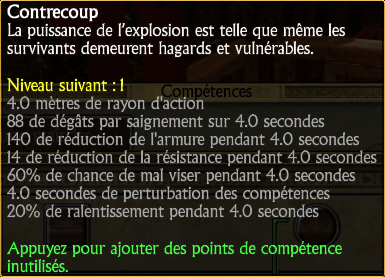 Contrecoup
La puissance de l'explosion est telle que même les
survivants demeurent hagards et vulnérables.
Niveau suivant : 1
Compétences
4.0 mètres de rayon d'action
88 de dégâts par saignement sur 4.0 secondes
140 de réduction de l'armure pendant 4.0 secondes
14 de réduction de la résistance pendant 4.0 secondes
60% de chance de mal viser pendant 4.0 secondes
4.0 secondes de perturbation des compétences
20% de ralentissement pendant 4.0 secondes
Appuyez pour ajouter des points de compétence
inutilisés.